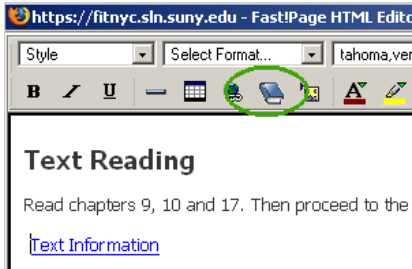 https://fitnyc.sln.suny.edu - Fast!Page HTML Edito
Style Select Format... tahoma,ver
B I U A
Text Reading
Read chapters 9, 10 and 17. Then proceed to the
Text Information